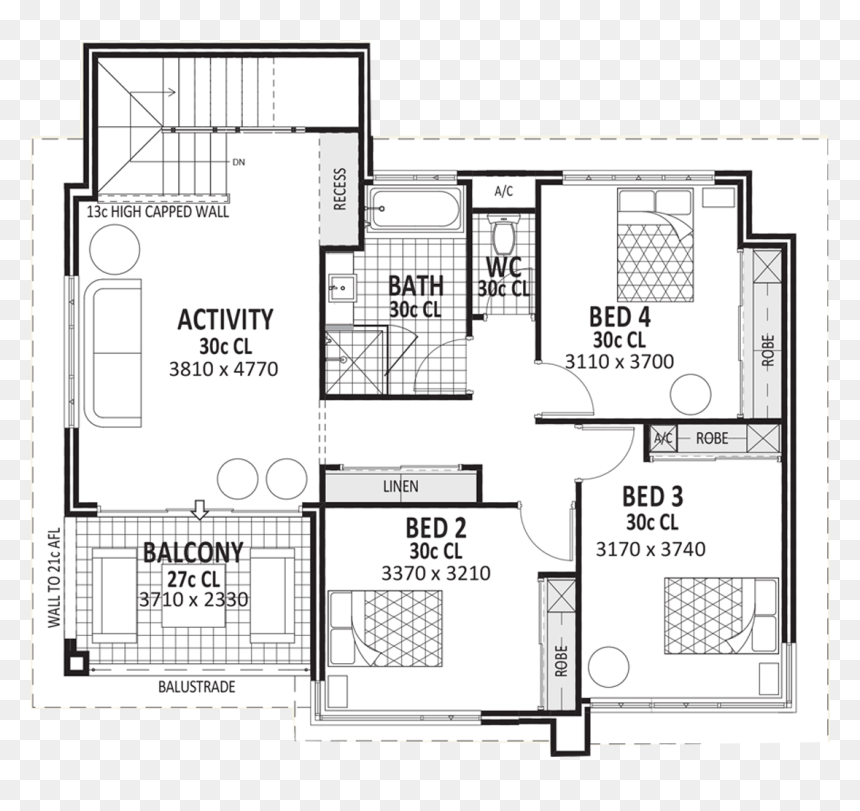 DN
RECESS
13c HIGH CAPPED WALL
A/C
BATH
30c CL
WC
30c CL
ACTIVITY
30c CL
3810 x 4770
BED 4
30c CL
3110 x 3700
ROBE
A/C
ROBE
LINEN
BED 3
30c CL
3170 x 3740
BED 2
30c CL
3370 x 3210
ROBE
BALCONY
27c CL
3710 x 2330
WALL TO 21c AFL
BALUSTRADE